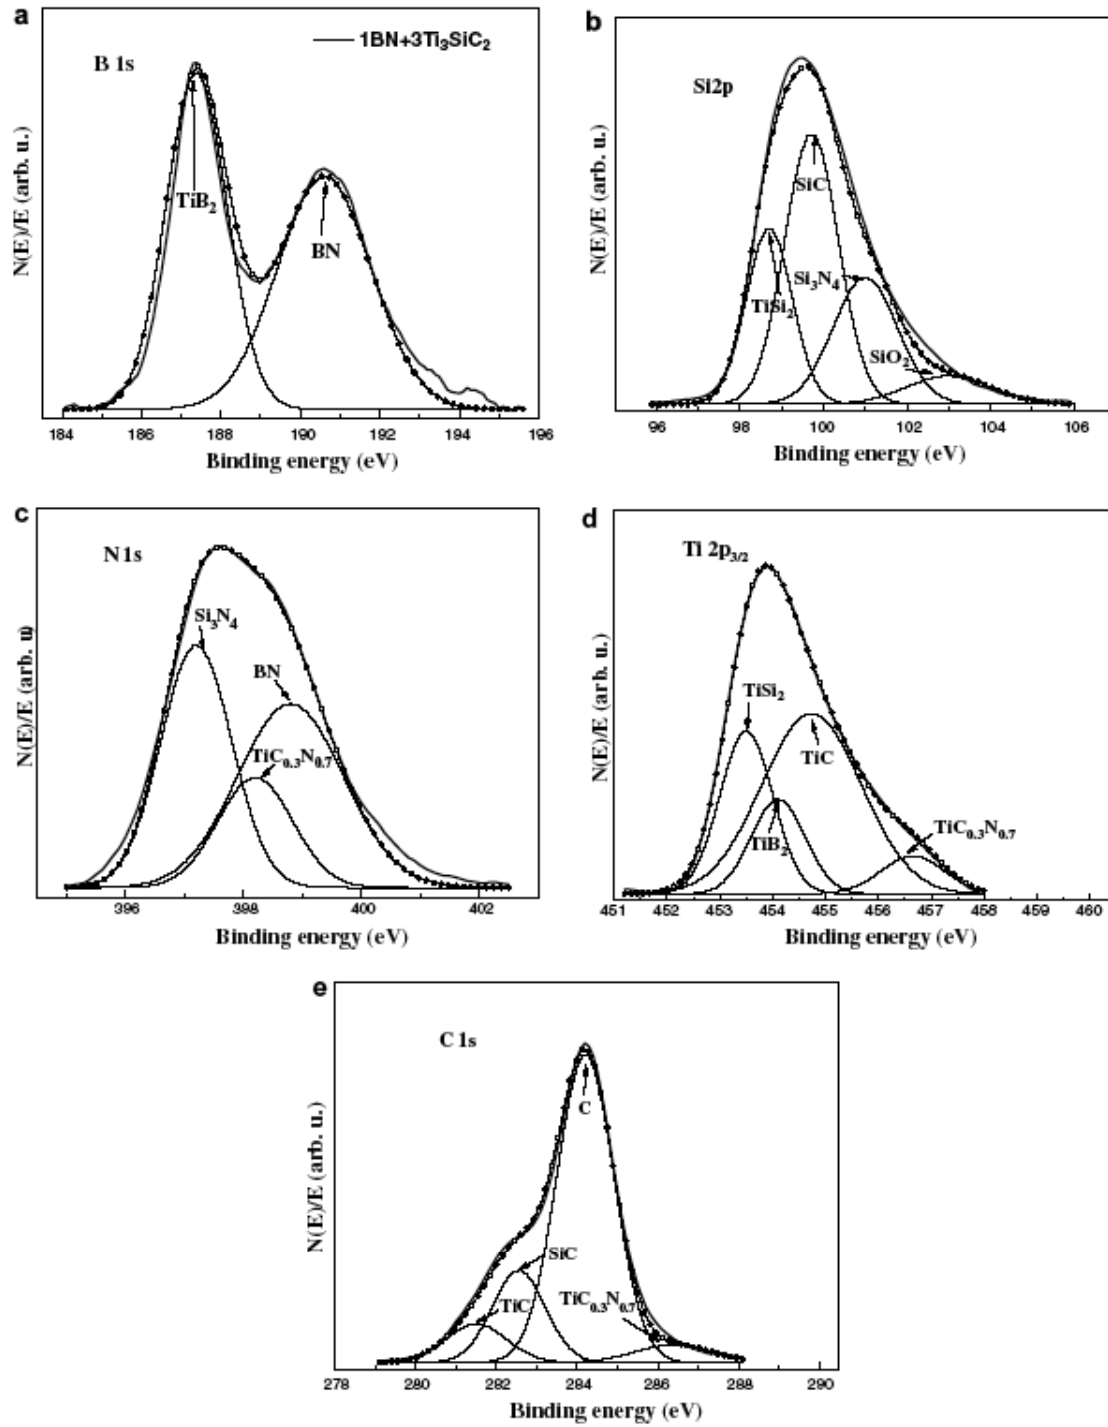 a
1BN+3Ti₃SiC₂
B 1s
TiB₂
BN
N(E)/E (arb. u.)
184 186 188 190 192 194 196
Binding energy (eV)
b
Si2p
SiC
Si₃N₄
TiSi₂
SiO₂
N(E)/E (arb. u.)
96 98 100 102 104 106
Binding energy (eV)
c
N 1s
Si₃N₄
BN
TiC₀.₃N₀.₇
N(E)/E (arb. u)
396 398 400 402
Binding energy (eV)
d
Ti 2p₃/₂
TiSi₂
TiC
TiB₂
TiC₀.₃N₀.₇
N(E)/E (arb. u.)
451 452 453 454 455 456 457 458 459 460
Binding energy (eV)
e
C 1s
C
SiC
TiC
TiC₀.₃N₀.₇
N(E)/E (arb. u.)
278 280 282 284 286 288 290
Binding energy (eV)